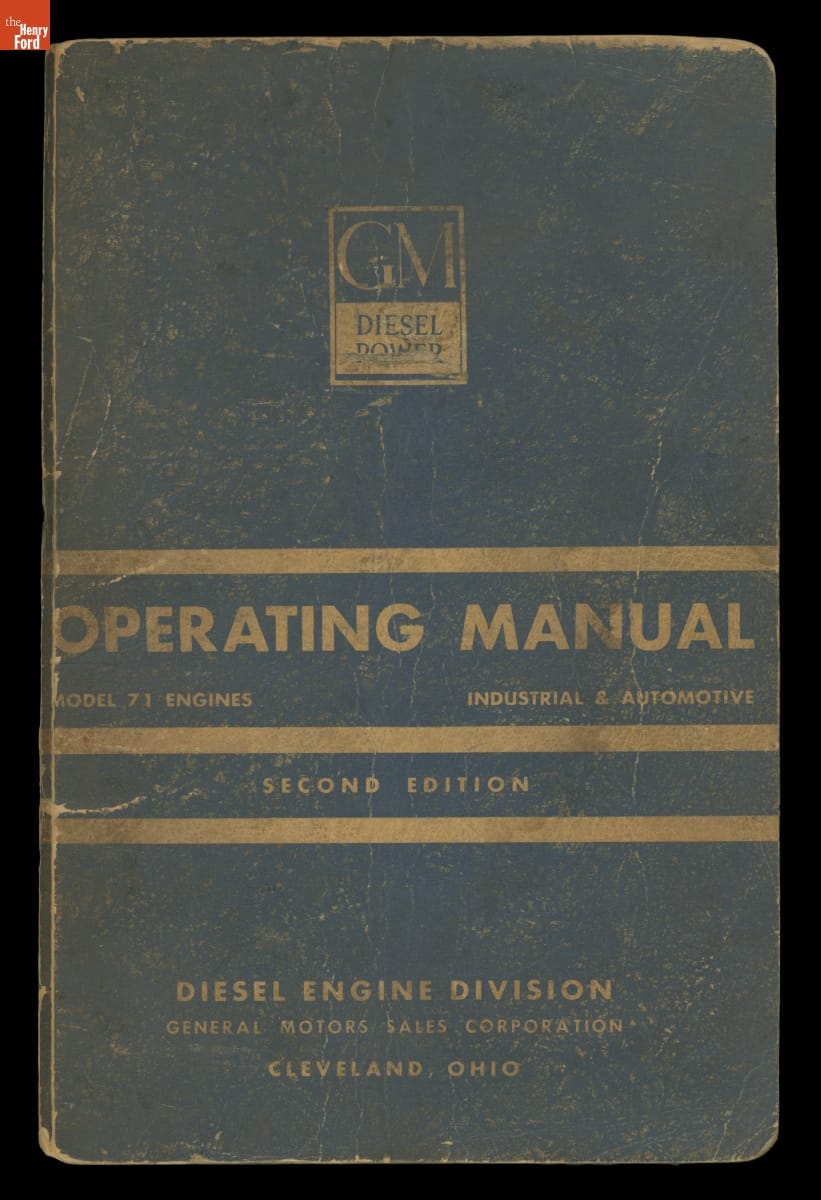 the
Henry
Ford
GM
DIESEL
POWER
OPERATING MANUAL
MODEL 71 ENGINES INDUSTRIAL & AUTOMOTIVE
SECOND EDITION
DIESEL ENGINE DIVISION
GENERAL MOTORS SALES CORPORATION
CLEVELAND, OHIO